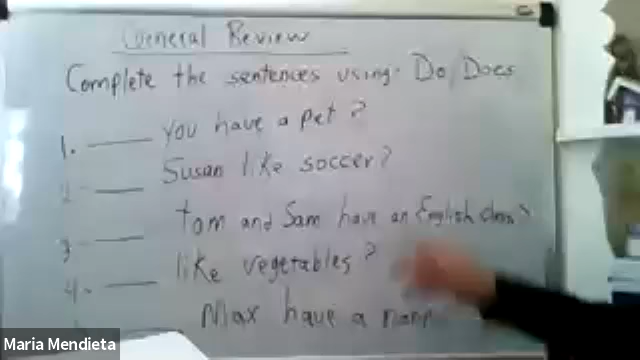 General Review
Complete the sentences using: Do/Does
1. ____ you have a pet?
2 - ____ Susan like soccer?
3 - ____ Tom and Sam have an English class?
4 - ____ like vegetables?
Max have a
Maria Mendieta